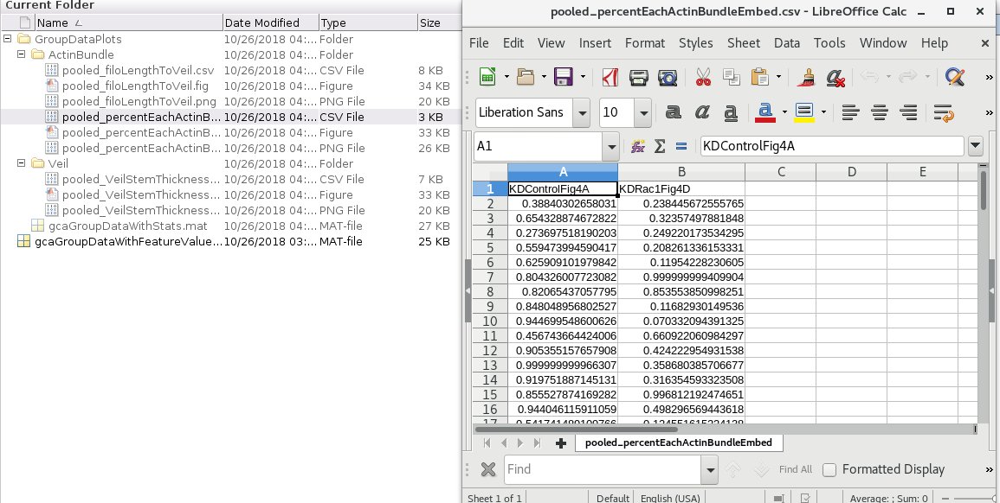 Current Folder
Name Date Modified Type Size
GroupDataPlots 10/26/2018 04:... Folder
ActinBundle 10/26/2018 04:... Folder
pooled_filoLengthToVeil.csv 10/26/2018 04:... CSV File 8 KB
pooled_filoLengthToVeil.fig 10/26/2018 04:... Figure 34 KB
pooled_filoLengthToVeil.png 10/26/2018 04:... PNG File 20 KB
pooled_percentEachActinB... 10/26/2018 04:... CSV File 3 KB
pooled_percentEachActinB... 10/26/2018 04:... Figure 33 KB
pooled_percentEachActinB... 10/26/2018 04:... PNG File 26 KB
Veil 10/26/2018 04:... Folder
pooled_VeilStemThickness... 10/26/2018 04:... CSV File 7 KB
pooled_VeilStemThickness... 10/26/2018 04:... Figure 33 KB
pooled_VeilStemThickness... 10/26/2018 04:... PNG File 20 KB
gcaGroupDataWithStats.mat 10/26/2018 04:... MAT-file 27 KB
gcaGroupDataWithFeatureValue... 10/26/2018 03:... MAT-file 25 KB
pooled_percentEachActinBundleEmbed.csv - LibreOffice Calc
File Edit View Insert Format Styles Sheet Data Tools Window Help
Liberation Sans 10
A1 KDControlFig4A
A B C D E
1 KDControlFig4A KDRac1Fig4D
2 0.38840302658031 0.238445672555765
3 0.654328874672822 0.32357497881848
4 0.273697518190203 0.249220173534295
5 0.559473994590417 0.208261336153331
6 0.625909101979842 0.11954228230605
7 0.804326007723082 0.999999999409904
8 0.82065437057795 0.853553850998251
9 0.848048956802527 0.11682930149536
10 0.944699548600626 0.070332094391325
11 0.456743664424006 0.660922060984297
12 0.905355157657908 0.424222954931538
13 0.999999999966307 0.358680385706677
14 0.919751887145131 0.316354593323508
15 0.855527874169282 0.996812192474651
16 0.944046115911059 0.498296569443618
17
pooled_percentEachActinBundleEmbed
Find Find All Formatted Display
Sheet 1 of 1 Default English (USA) Average: ; Sum: 0